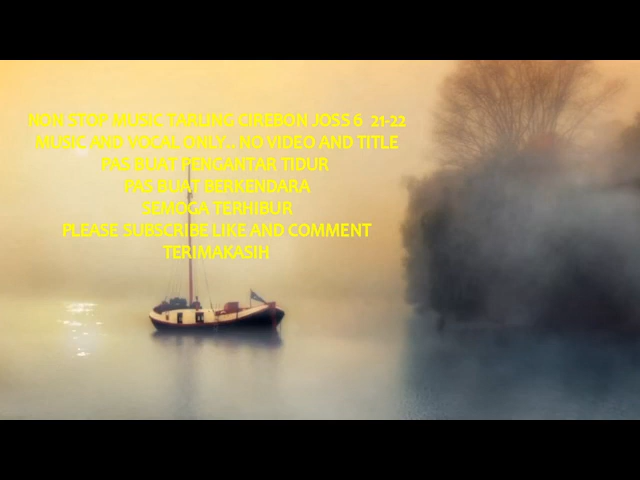 NON STOP MUSIC TARLING CIREBON JOSS 6  21-22
MUSIC AND VOCAL ONLY... NO VIDEO AND TITLE
PAS BUAT PENGANTAR TIDUR
PAS BUAT BERKENDARA
SEMOGA TERHIBUR
PLEASE SUBSCRIBE LIKE AND COMMENT
TERIMAKASIH